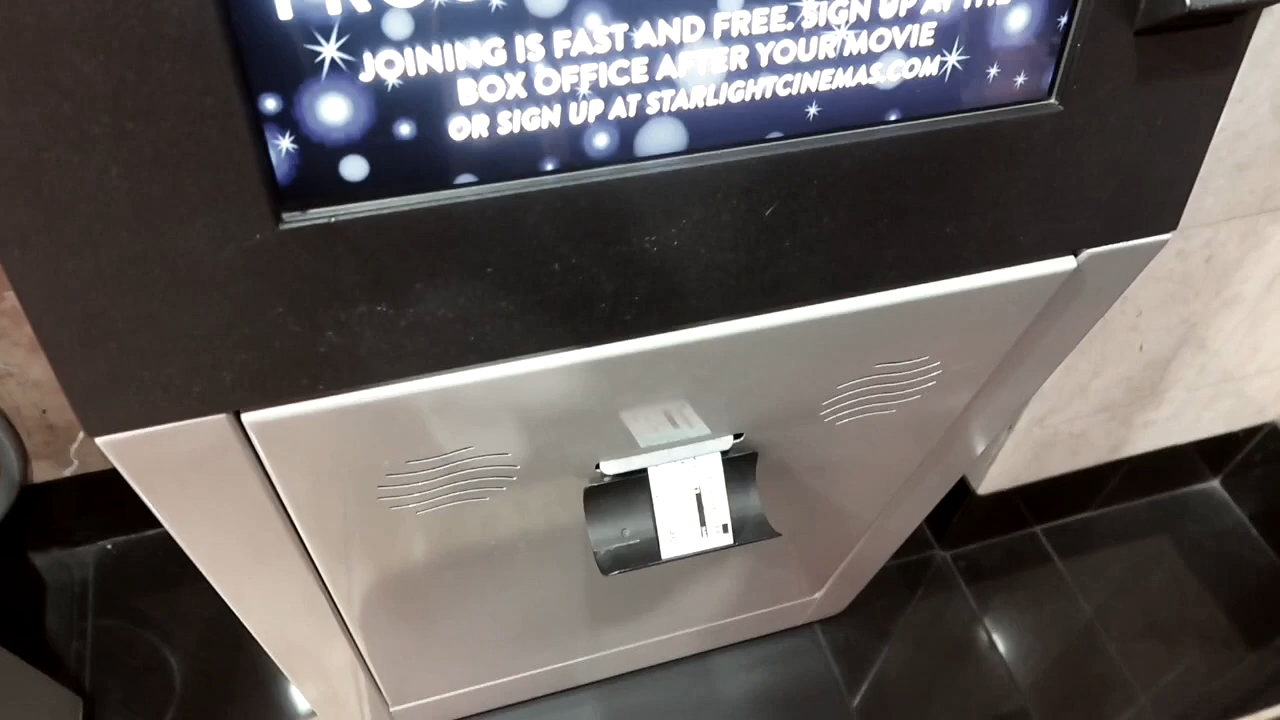 JOINING IS FAST AND FREE. SIGN UP AT THE
BOX OFFICE AFTER YOUR MOVIE
OR SIGN UP AT STARLIGHTCINEMAS.COM